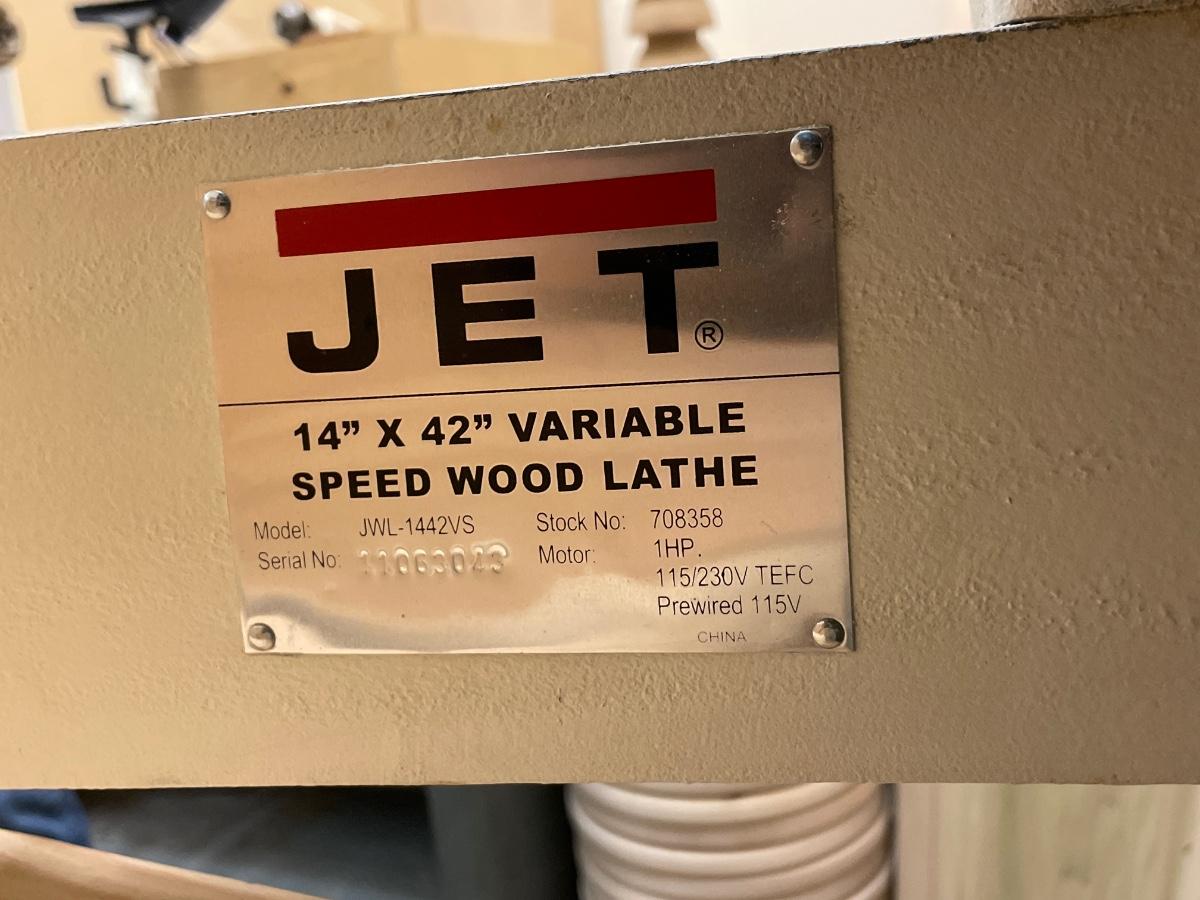 JET®
14” X 42” VARIABLE
SPEED WOOD LATHE
Model: JWL-1442VS
Serial No: 11063043
Stock No: 708358
Motor: 1HP.
115/230V TEFC
Prewired 115V
CHINA